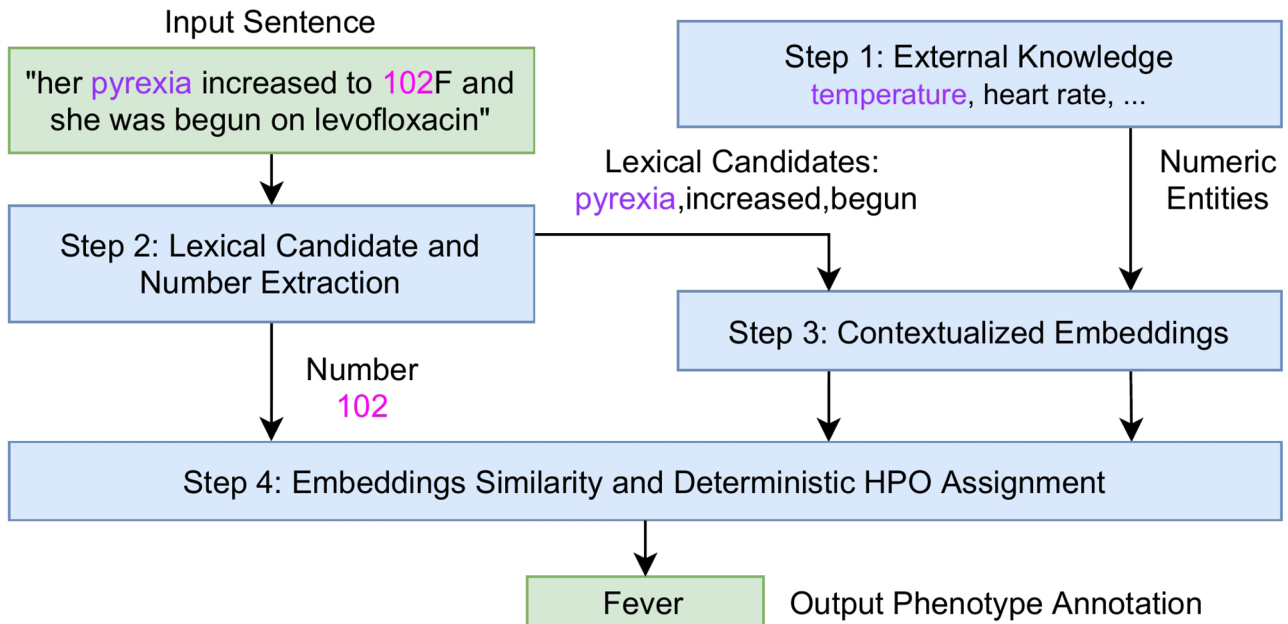 Input Sentence
"her pyrexia increased to 102F and
she was begun on levofloxacin"
Step 1: External Knowledge
temperature, heart rate, ...
Lexical Candidates:
pyrexia,increased,begun
Numeric
Entities
Step 2: Lexical Candidate and
Number Extraction
Step 3: Contextualized Embeddings
Number
102
Step 4: Embeddings Similarity and Deterministic HPO Assignment
Fever
Output Phenotype Annotation